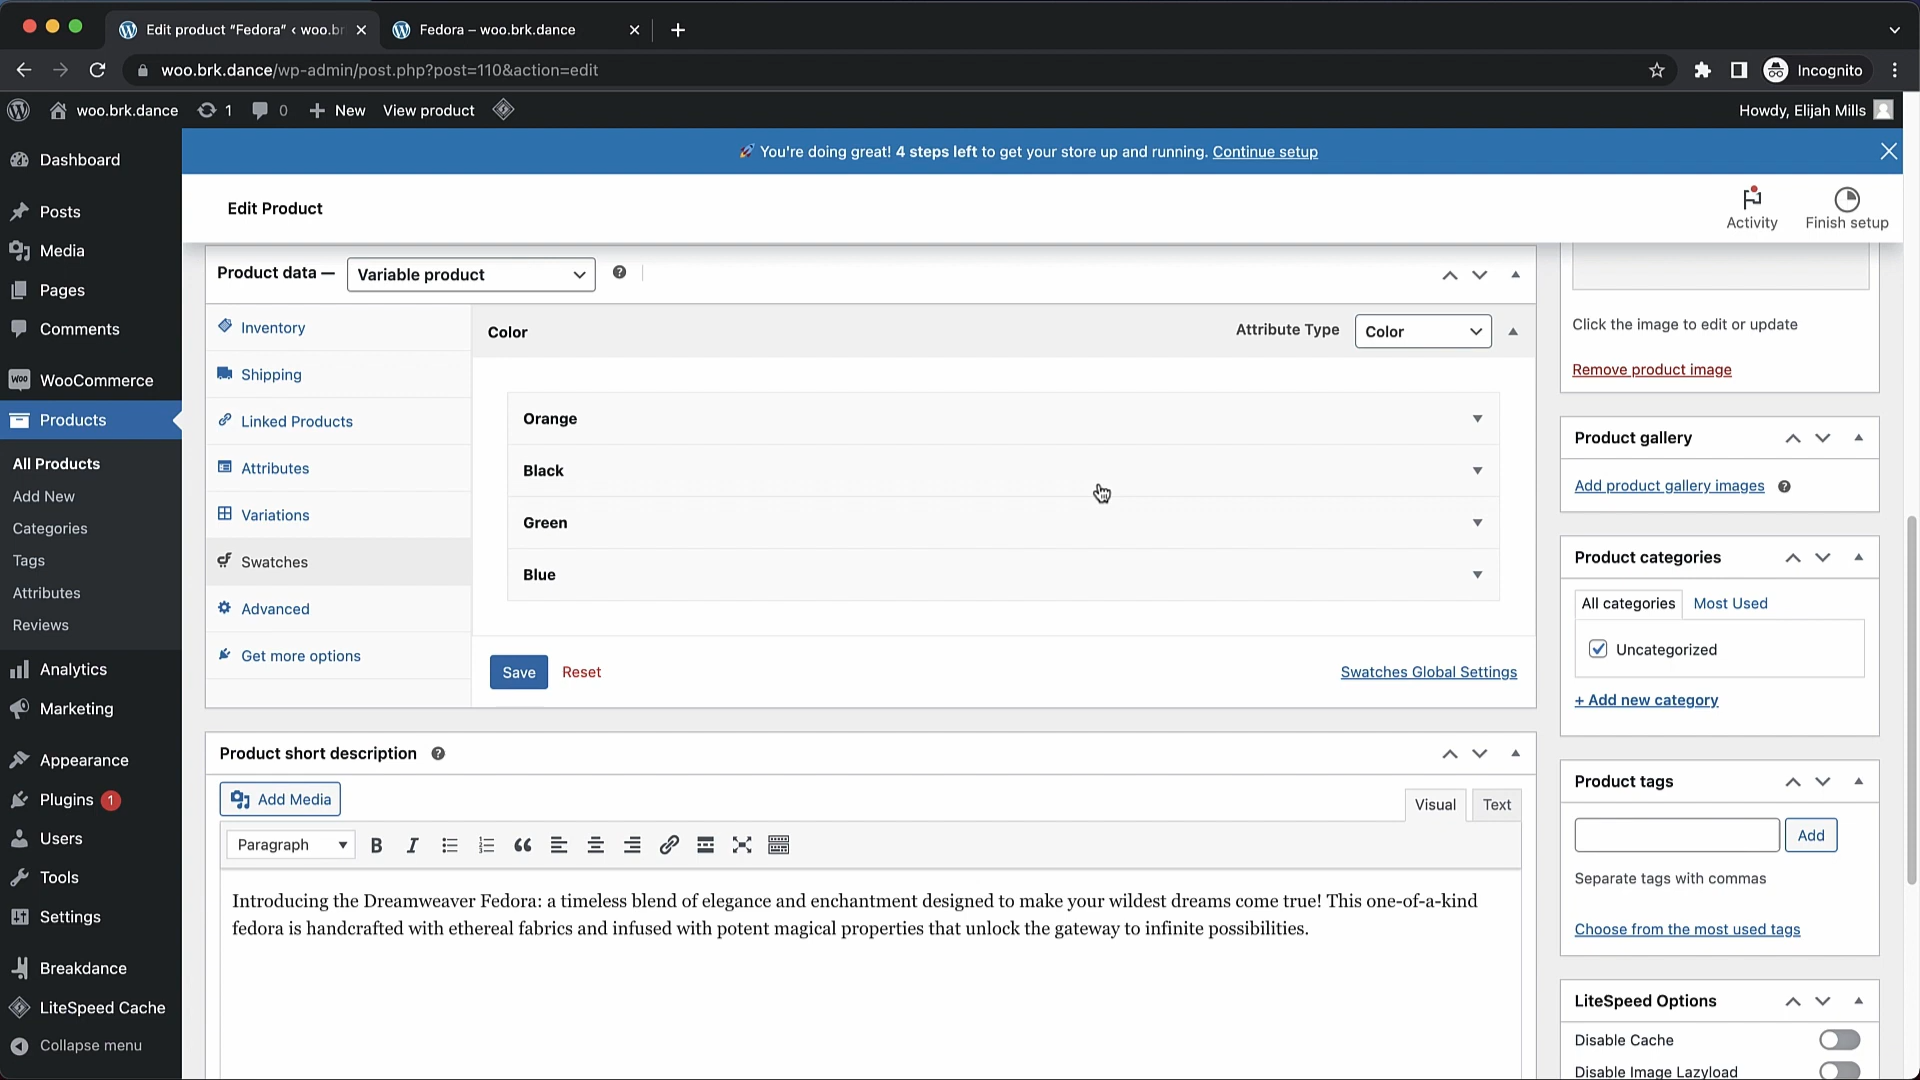 Edit product “Fedora” ‹ woo.br
Fedora – woo.brk.dance
woo.brk.dance/wp-admin/post.php?post=110&action=edit
Incognito
woo.brk.dance
1
0
New
View product
Howdy, Elijah Mills
🚀 You're doing great! 4 steps left to get your store up and running. Continue setup
Edit Product
Activity
Finish setup
Dashboard
Posts
Media
Pages
Comments
WooCommerce
Products
All Products
Add New
Categories
Tags
Attributes
Reviews
Analytics
Marketing
Appearance
Plugins 1
Users
Tools
Settings
Breakdance
LiteSpeed Cache
Collapse menu
Product data —
Variable product
Inventory
Shipping
Linked Products
Attributes
Variations
Swatches
Advanced
Get more options
Color
Attribute Type
Color
Orange
Black
Green
Blue
Save
Reset
Swatches Global Settings
Product short description
Add Media
Visual
Text
Paragraph
Introducing the Dreamweaver Fedora: a timeless blend of elegance and enchantment designed to make your wildest dreams come true! This one-of-a-kind
fedora is handcrafted with ethereal fabrics and infused with potent magical properties that unlock the gateway to infinite possibilities.
Click the image to edit or update
Remove product image
Product gallery
Add product gallery images
Product categories
All categories
Most Used
Uncategorized
+ Add new category
Product tags
Add
Separate tags with commas
Choose from the most used tags
LiteSpeed Options
Disable Cache
Disable Image Lazyload